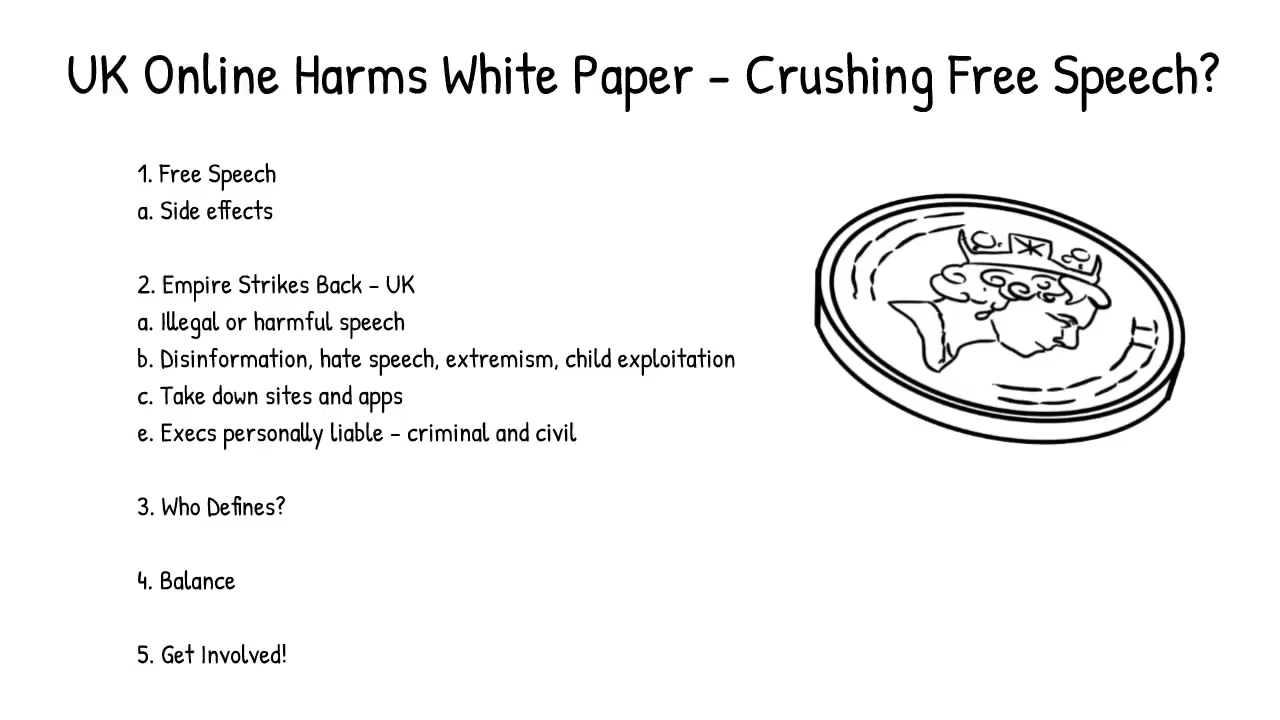 UK Online Harms White Paper - Crushing Free Speech?
1. Free Speech
a. Side effects
2. Empire Strikes Back - UK
a. Illegal or harmful speech
b. Disinformation, hate speech, extremism, child exploitation
c. Take down sites and apps
e. Execs personally liable - criminal and civil
3. Who Defines?
4. Balance
5. Get Involved!